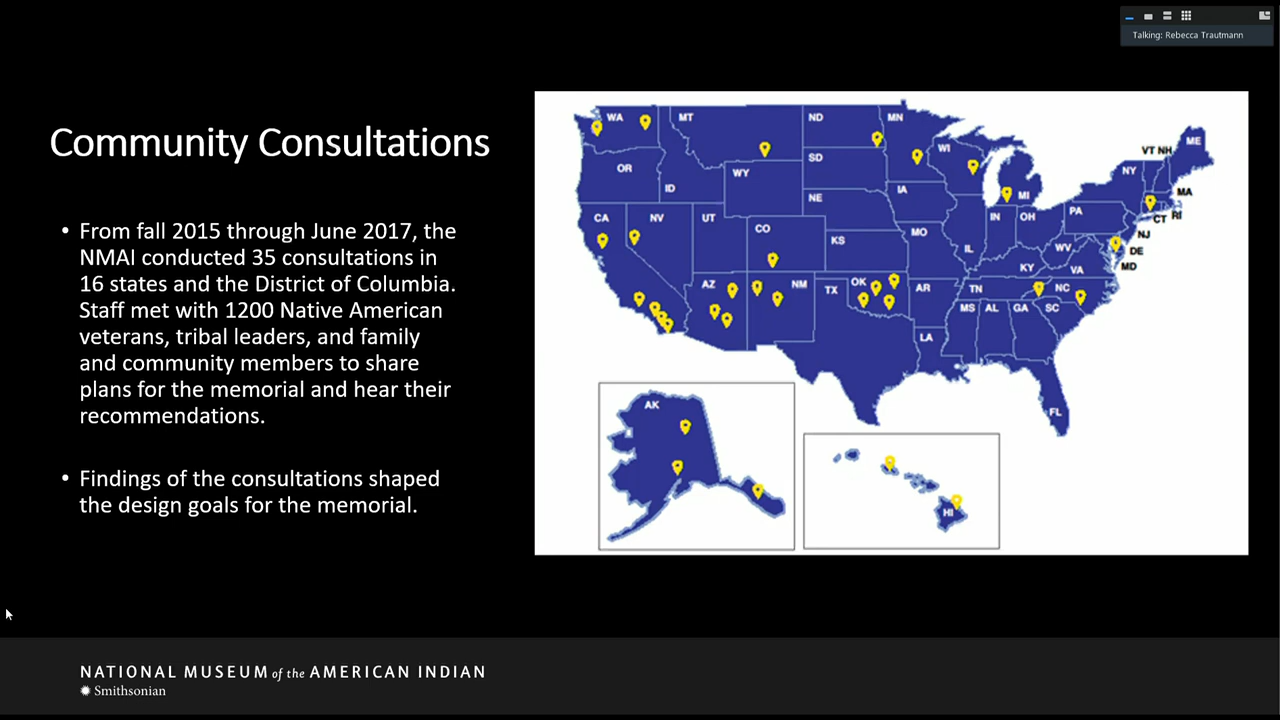 Talking: Rebecca Trautmann
Community Consultations
• From fall 2015 through June 2017, the
NMAI conducted 35 consultations in
16 states and the District of Columbia.
Staff met with 1200 Native American
veterans, tribal leaders, and family
and community members to share
plans for the memorial and hear their
recommendations.
• Findings of the consultations shaped
the design goals for the memorial.
WA MT ND MN
ME
VT NH
WI
OR SD NY
ID WY MI MA
IA
NE CT RI
CA NV UT IN OH PA
CO NJ
MO
KS IL WV DE
KY VA MD
AZ NM TX OK AR TN NC
MS AL GA SC
LA
FL
AK
HI
NATIONAL MUSEUM of the AMERICAN INDIAN
Smithsonian